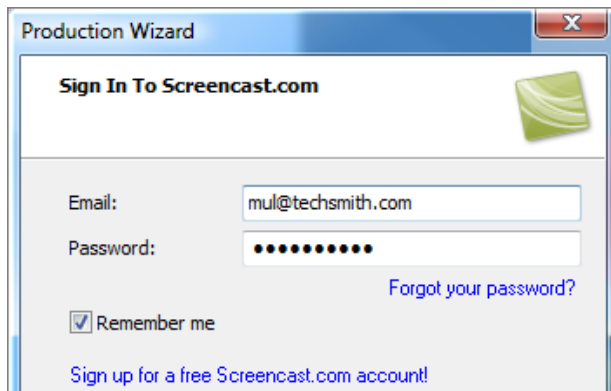 Production Wizard
Sign In To Screencast.com
Email: mul@techsmith.com
Password: ●●●●●●●●●●
Forgot your password?
Remember me
Sign up for a free Screencast.com account!